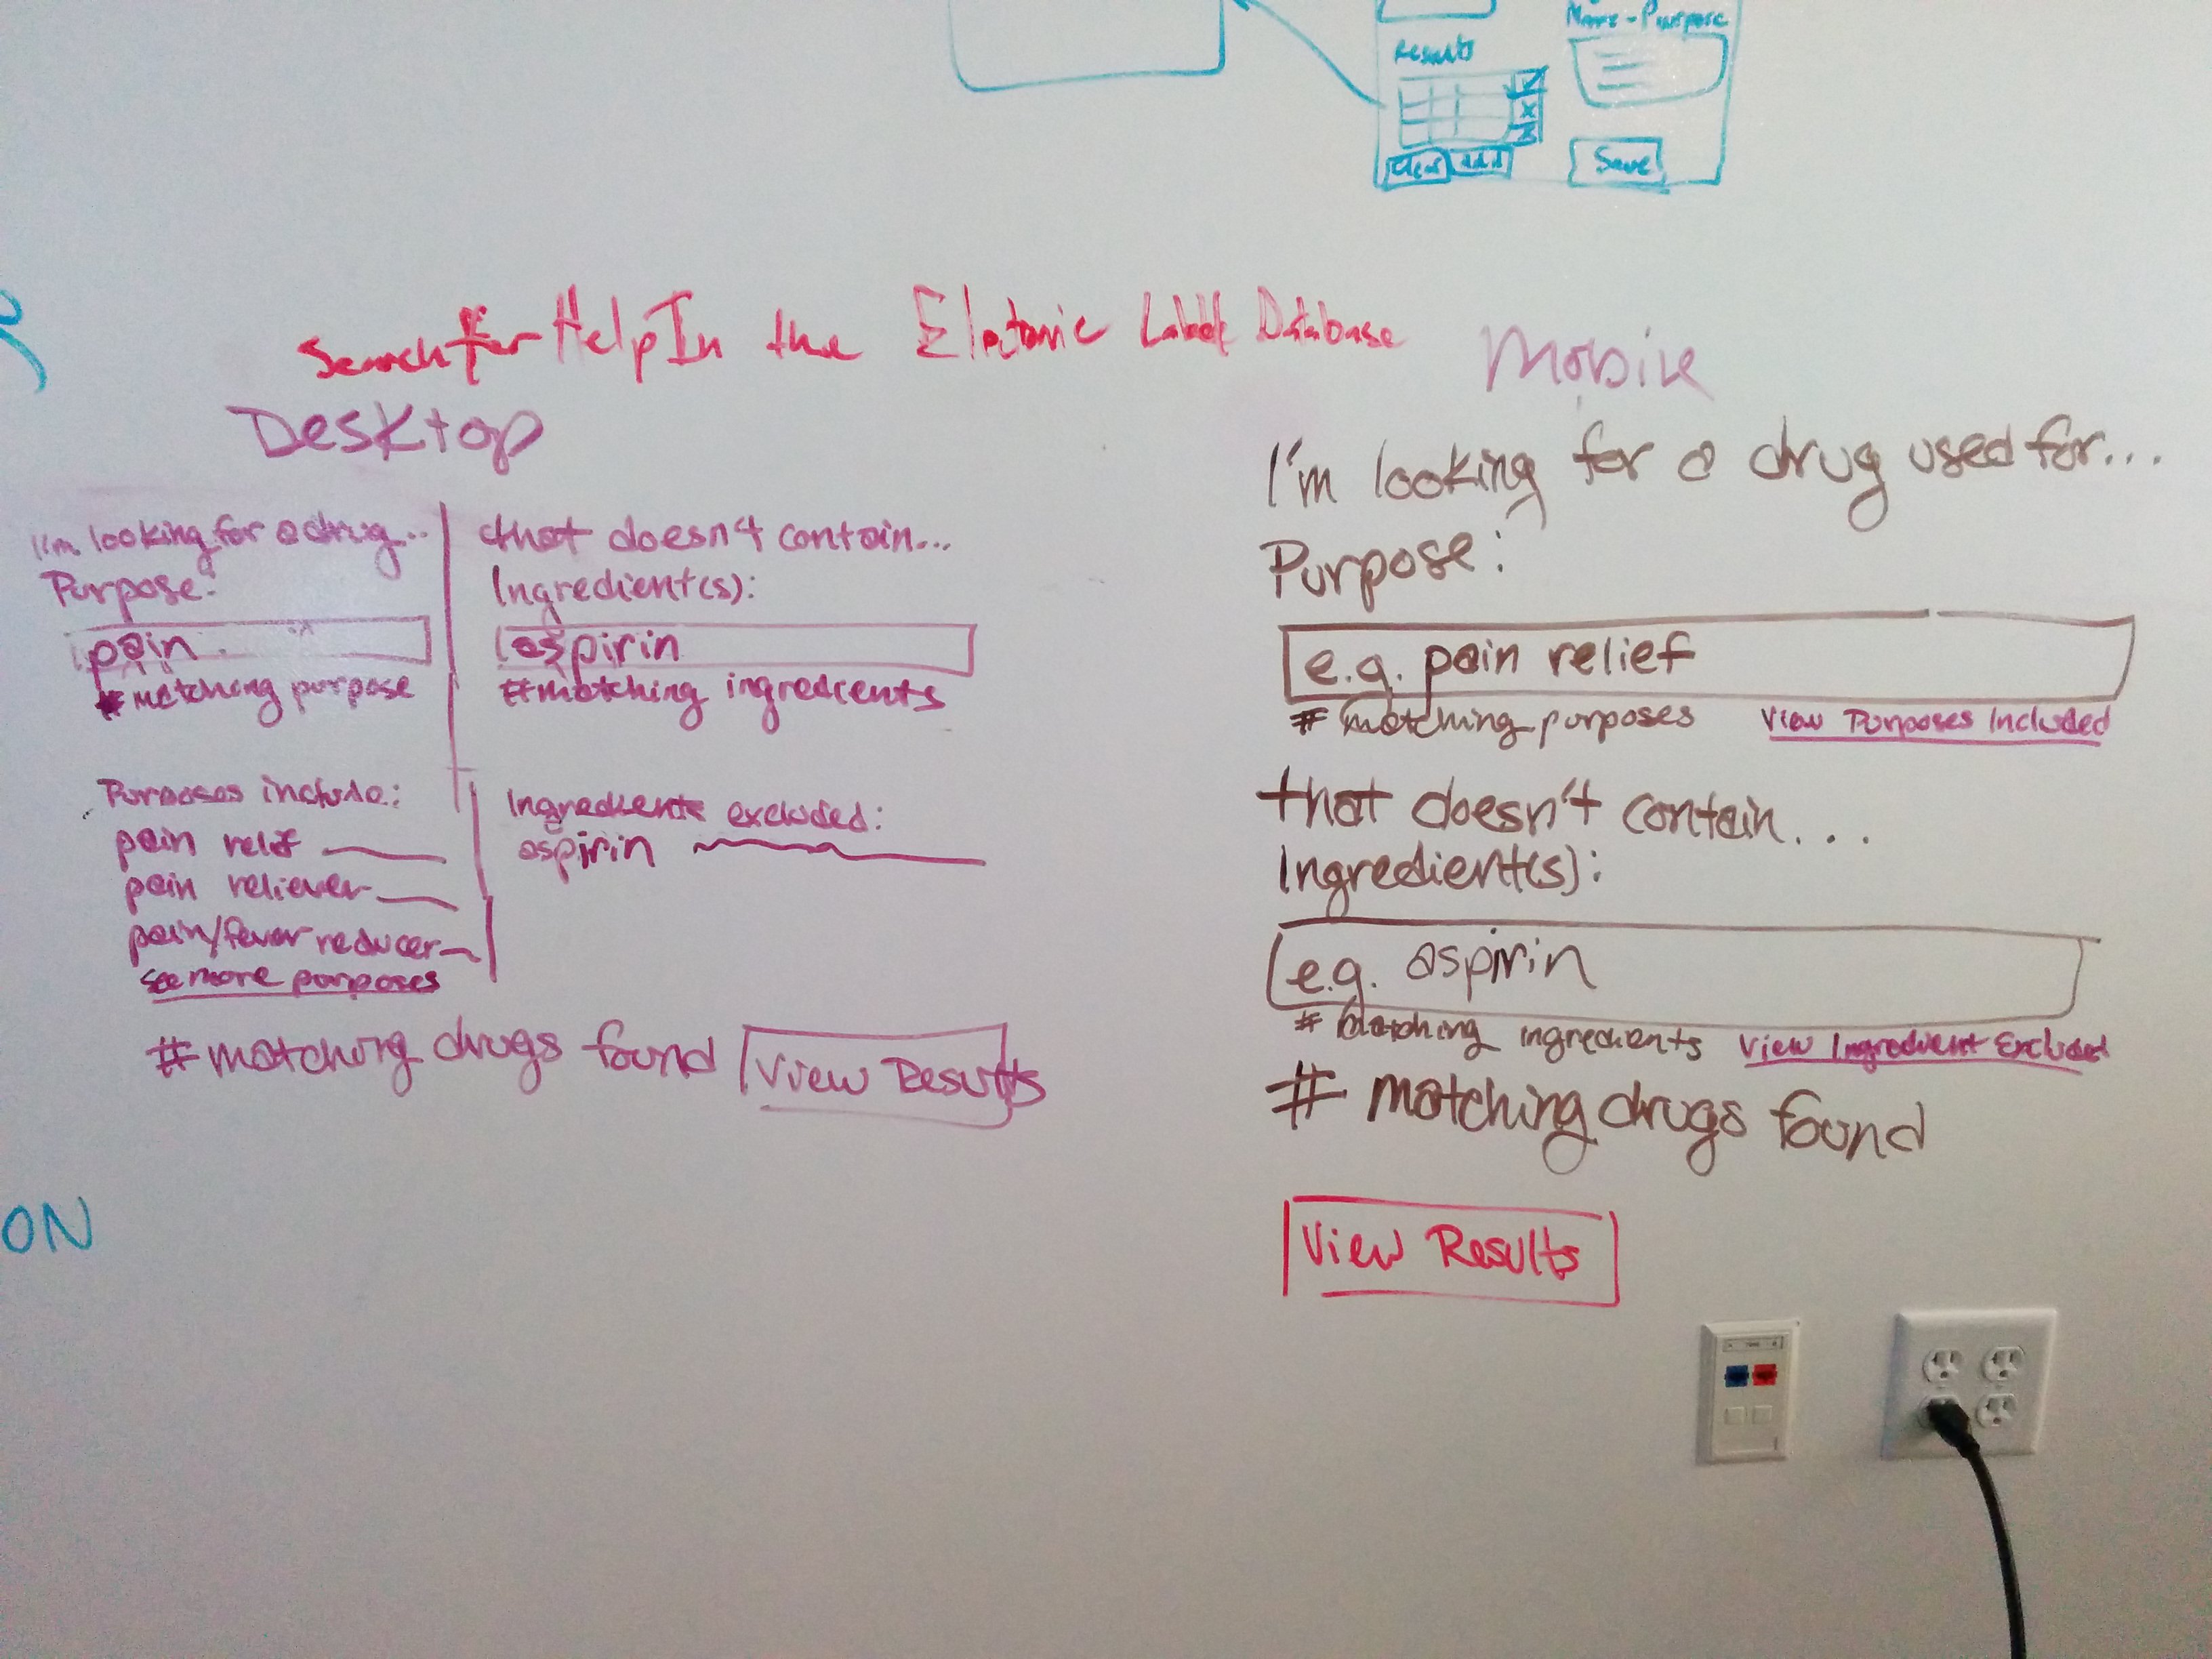 Name - Purpose
Results
Clear
Add
Save
Search for Help In the Electonic Label Database
Desktop
I'm looking for a drug...
Purpose:
pain
# matching purpose
that doesn't contain...
Ingredient(s):
aspirin
# matching ingredients
Purposes include:
pain relief
pain reliever
pain/fever reducer
see more purposes
Ingredients excluded:
aspirin
# matching drugs found
View Results
Mobile
I'm looking for a drug used for...
Purpose:
e.g. pain relief
# matching purposes View Purposes Included
that doesn't contain...
Ingredient(s):
e.g. aspirin
# matching ingredients View Ingredient Excluded
# matching drugs found
View Results
ON